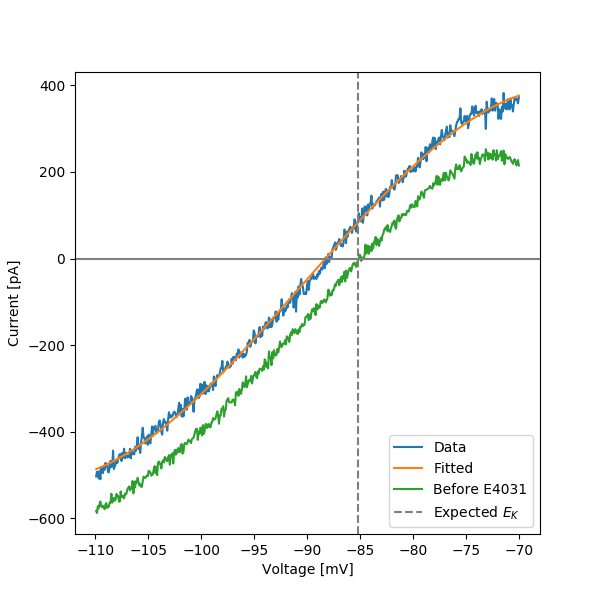 400
200
0
−200
−400
−600
Current [pA]
−110 −105 −100 −95 −90 −85 −80 −75 −70
Voltage [mV]
Data
Fitted
Before E4031
Expected E_K